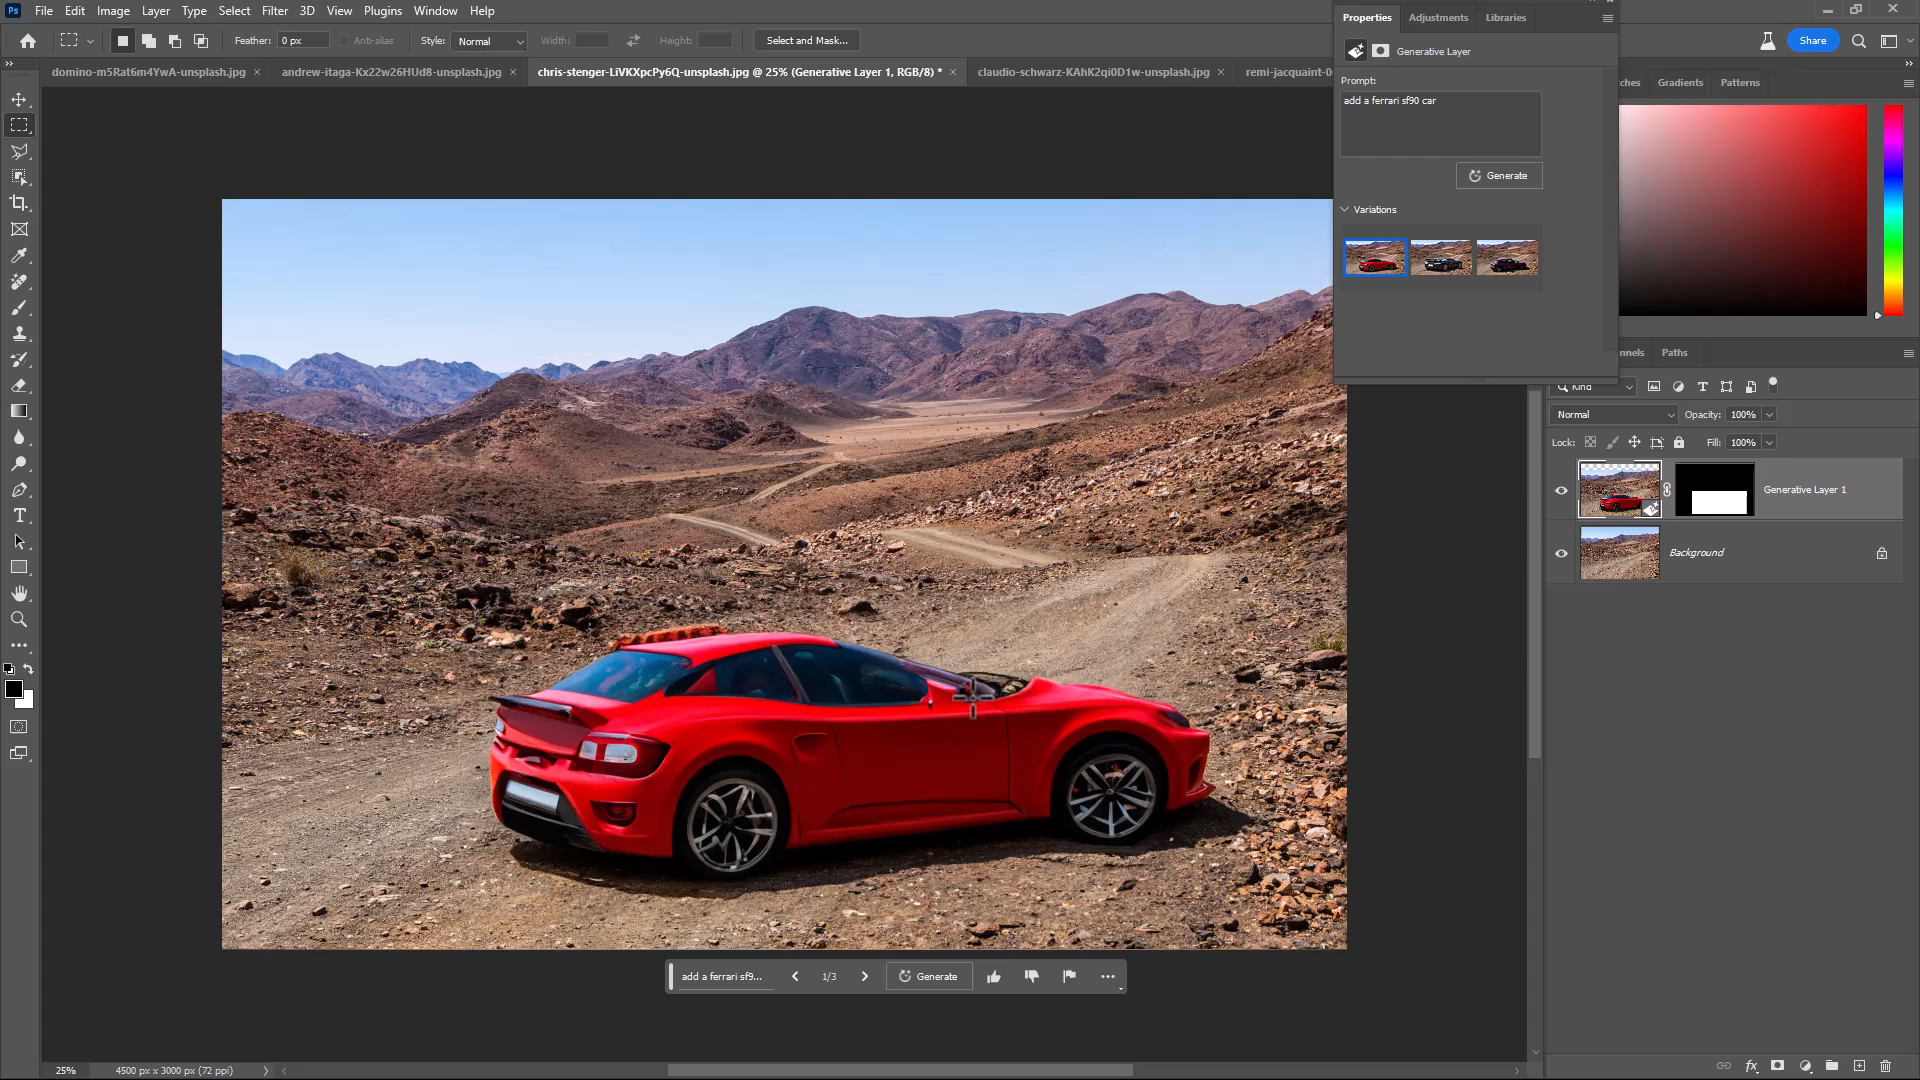 Ps File Edit Image Layer Type Select Filter 3D View Plugins Window Help
Feather: 0 px Anti-alias Style: Normal Width: Height: Select and Mask... Share
domino-m5Rat6m4YwA-unsplash.jpg × andrew-itaga-Kx22w26HUd8-unsplash.jpg × chris-stenger-LiVKXpcPy6Q-unsplash.jpg @ 25% (Generative Layer 1, RGB/8) * × claudio-schwarz-KAhK2qi0D1w-unsplash.jpg × remi-jacquaint-0
Properties Adjustments Libraries
Generative Layer
Prompt:
add a ferrari sf90 car
Generate
Variations
ches Gradients Patterns
nnels Paths
Kind
Normal Opacity: 100%
Lock: Fill: 100%
Generative Layer 1
Background
add a ferrari sf9... 1/3 Generate
25% 4500 px x 3000 px (72 ppi)